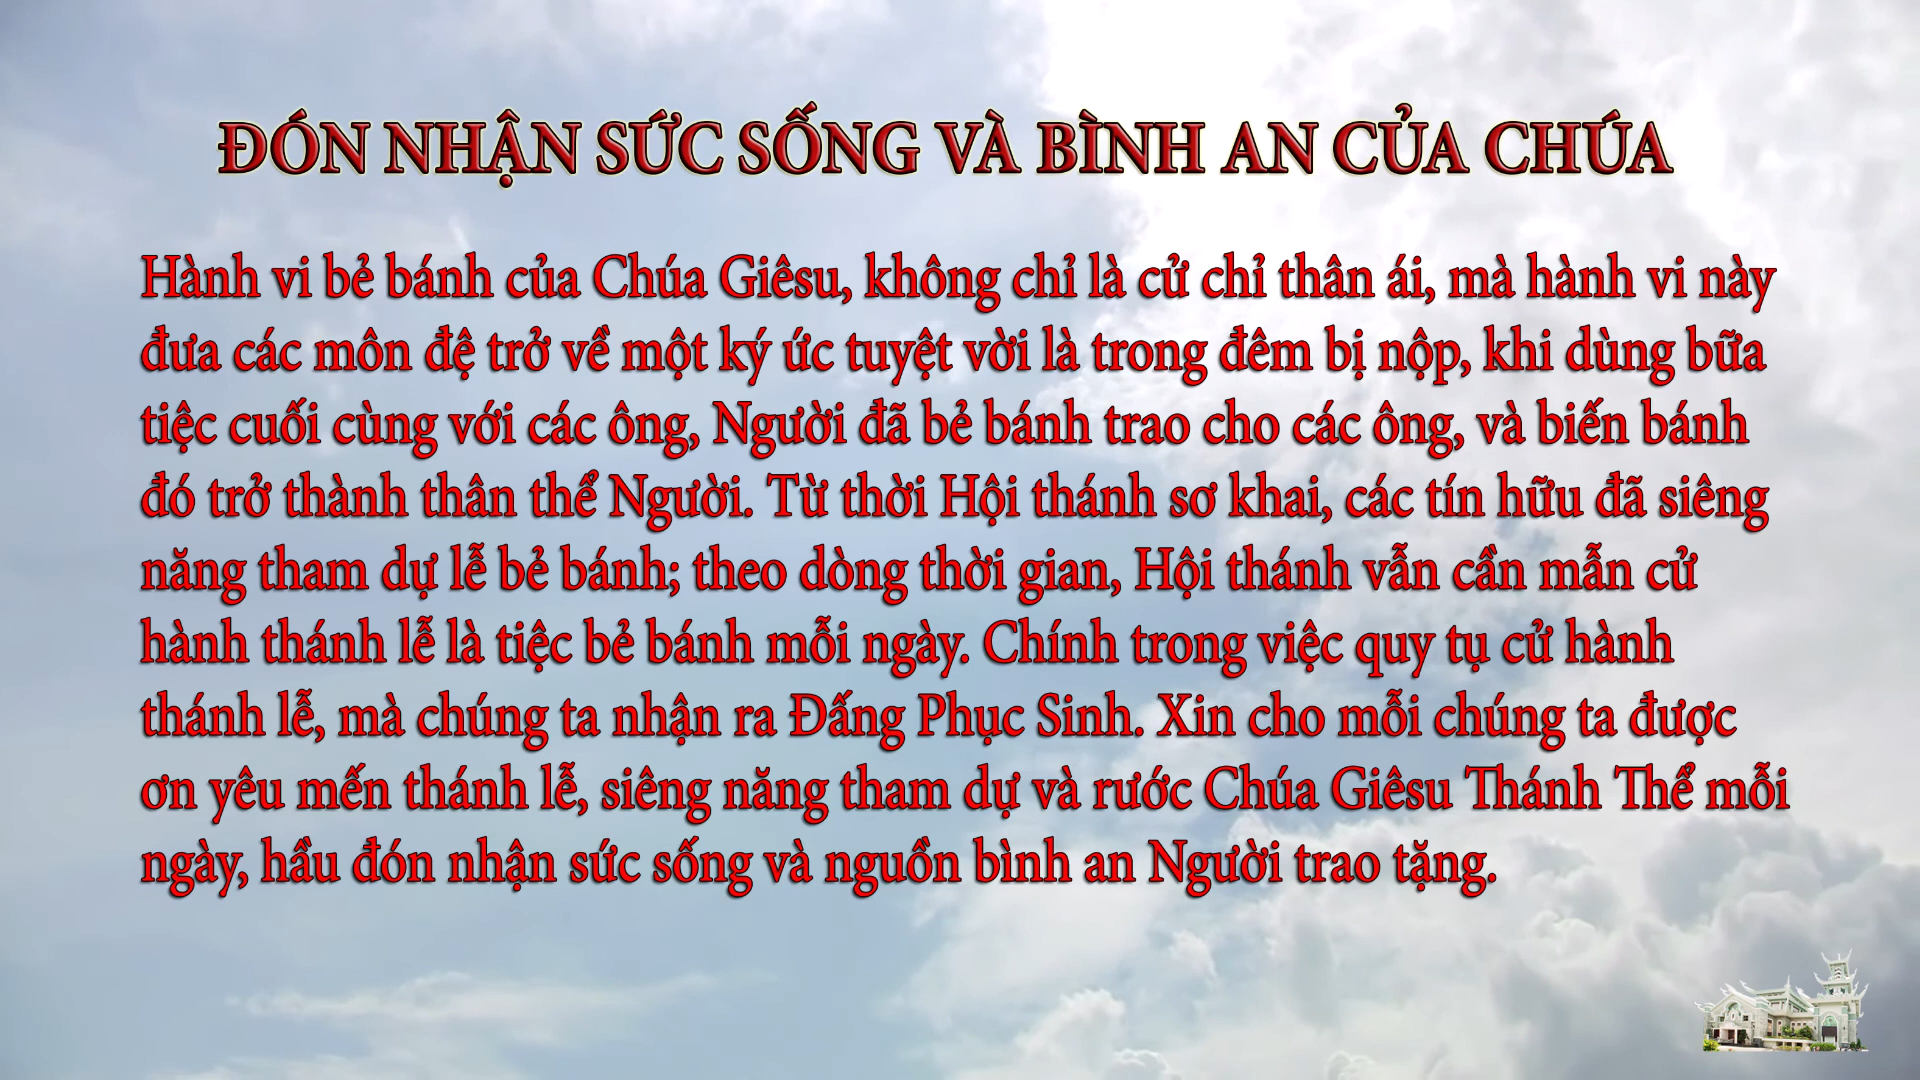 ĐÓN NHẬN SỨC SỐNG VÀ BÌNH AN CỦA CHÚA
Hành vi bẻ bánh của Chúa Giêsu, không chỉ là cử chỉ thân ái, mà hành vi này
đưa các môn đệ trở về một ký ức tuyệt vời là trong đêm bị nộp, khi dùng bữa
tiệc cuối cùng với các ông, Người đã bẻ bánh trao cho các ông, và biến bánh
đó trở thành thân thể Người. Từ thời Hội thánh sơ khai, các tín hữu đã siêng
năng tham dự lễ bẻ bánh; theo dòng thời gian, Hội thánh vẫn cần mẫn cử
hành thánh lễ là tiệc bẻ bánh mỗi ngày. Chính trong việc quy tụ cử hành
thánh lễ, mà chúng ta nhận ra Đấng Phục Sinh. Xin cho mỗi chúng ta được
ơn yêu mến thánh lễ, siêng năng tham dự và rước Chúa Giêsu Thánh Thể mỗi
ngày, hầu đón nhận sức sống và nguồn bình an Người trao tặng.